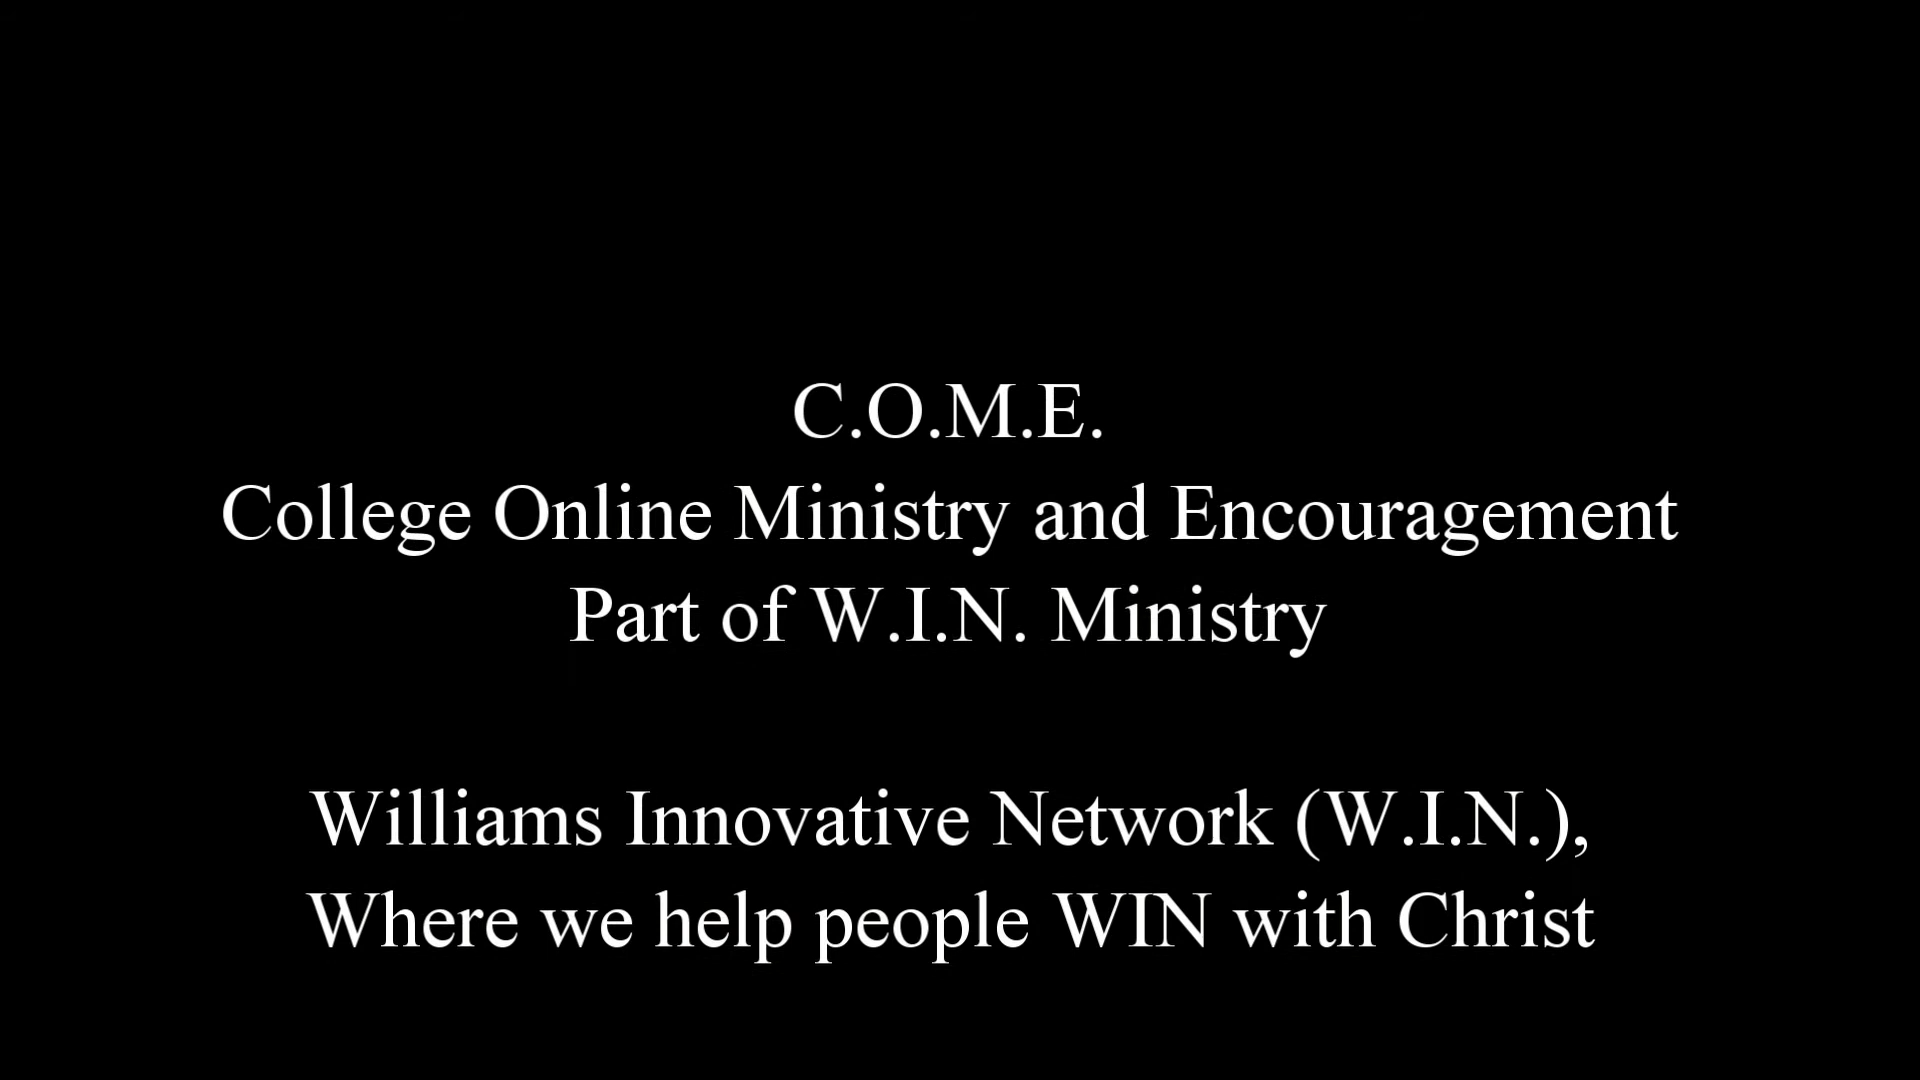 C.O.M.E.
College Online Ministry and Encouragement
Part of W.I.N. Ministry
Williams Innovative Network (W.I.N.),
Where we help people WIN with Christ